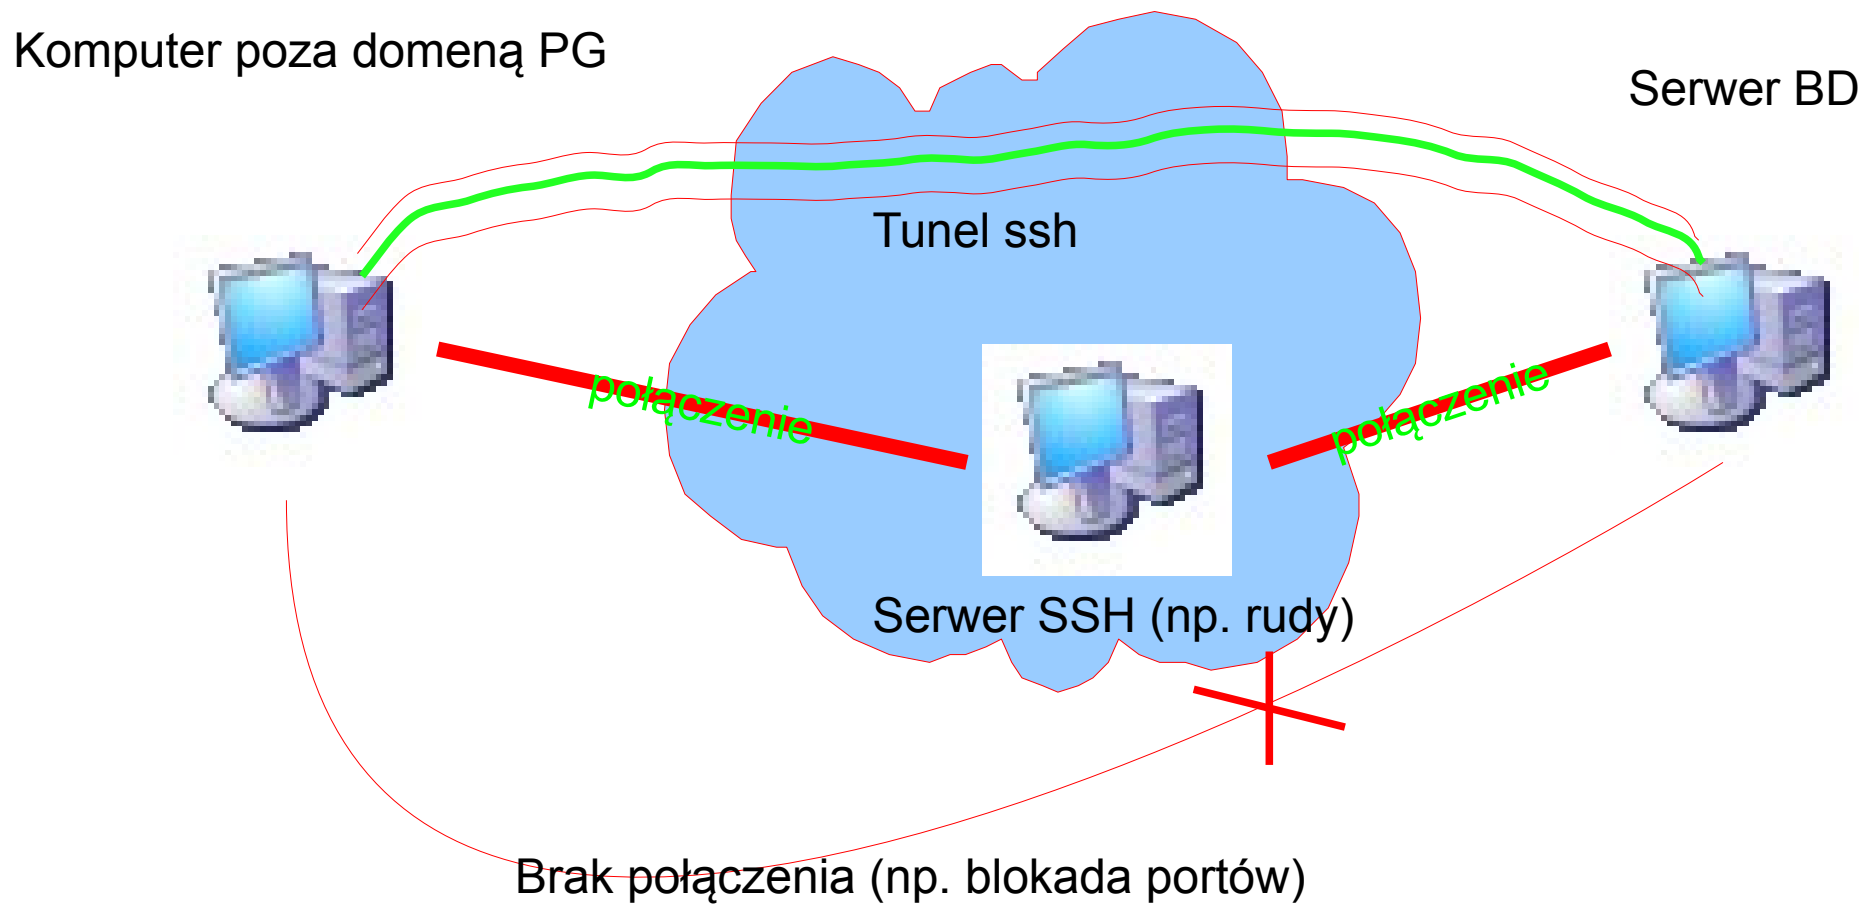 Komputer poza domeną PG
Serwer BD
Tunel ssh
połączenie
połączenie
Serwer SSH (np. rudy)
Brak połączenia (np. blokada portów)